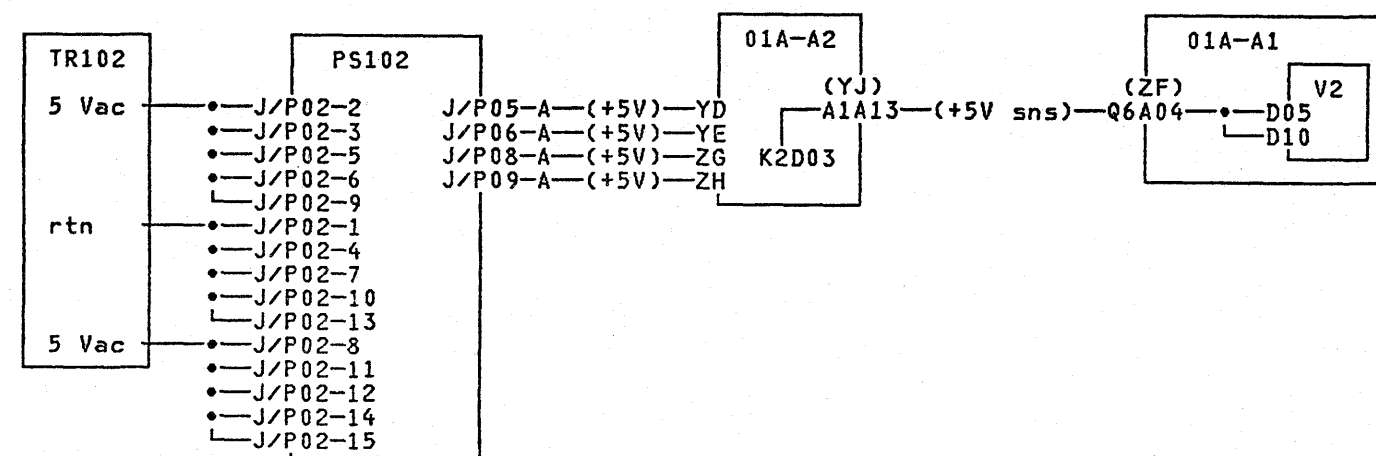 01A-A2
01A-A1
TR102
PS102
(YJ)
(ZF)
V2
5 Vac J/P02-2 J/P05-A (+5V) YD A1A13 (+5V sns) Q6A04 D05
J/P02-3 J/P06-A (+5V) YE D10
J/P02-5 J/P08-A (+5V) ZG K2D03
J/P02-6 J/P09-A (+5V) ZH
J/P02-9
rtn J/P02-1
J/P02-4
J/P02-7
J/P02-10
J/P02-13
5 Vac J/P02-8
J/P02-11
J/P02-12
J/P02-14
J/P02-15